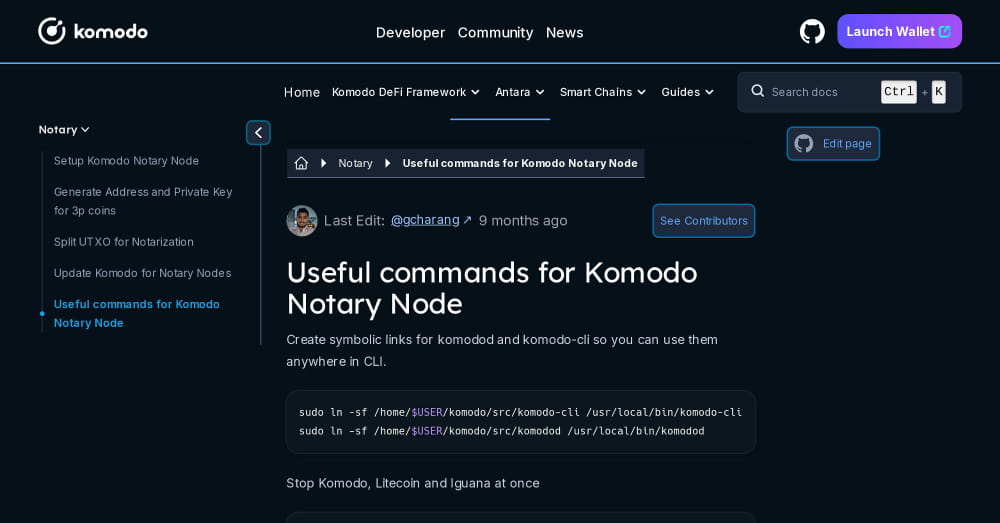 komodo
Developer Community News
Launch Wallet
Home Komodo DeFi Framework Antara Smart Chains Guides
Search docs Ctrl + K
Notary
Setup Komodo Notary Node
Generate Address and Private Key
for 3p coins
Split UTXO for Notarization
Update Komodo for Notary Nodes
Useful commands for Komodo
Notary Node
Notary Useful commands for Komodo Notary Node
Edit page
Last Edit: @gcharang ↗ 9 months ago
See Contributors
Useful commands for Komodo
Notary Node
Create symbolic links for komodod and komodo-cli so you can use them
anywhere in CLI.
sudo ln -sf /home/$USER/komodo/src/komodo-cli /usr/local/bin/komodo-cli
sudo ln -sf /home/$USER/komodo/src/komodod /usr/local/bin/komodod
Stop Komodo, Litecoin and Iguana at once